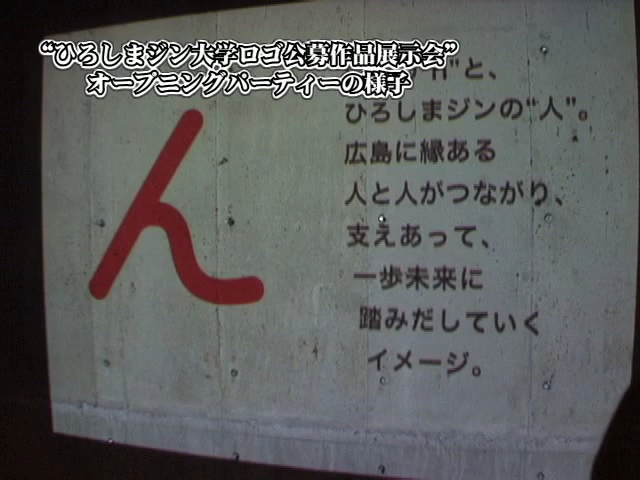 “ひろしまジン大学ロゴ公募作品展示会”
オープニングパーティーの様子
H”と、
ひろしまジンの“人”。
広島に縁ある
人と人がつながり、
支えあって、
一歩未来に
踏みだしていく
イメージ。
ん